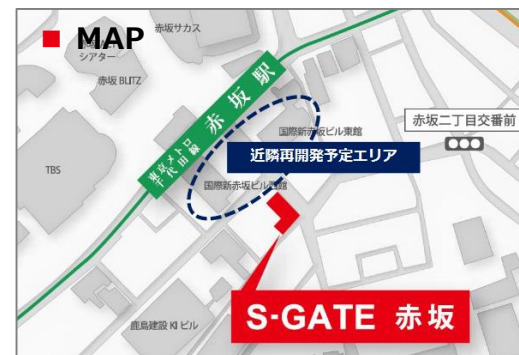 ■ MAP
赤坂サカス
赤坂
シアター
赤坂 BLITZ
赤坂駅
東京メトロ
千代田線
国際新赤坂ビル東館
赤坂二丁目交番前
近隣再開発予定エリア
TBS
国際新赤坂ビル西館
S-GATE 赤坂
鹿島建設 KI ビル